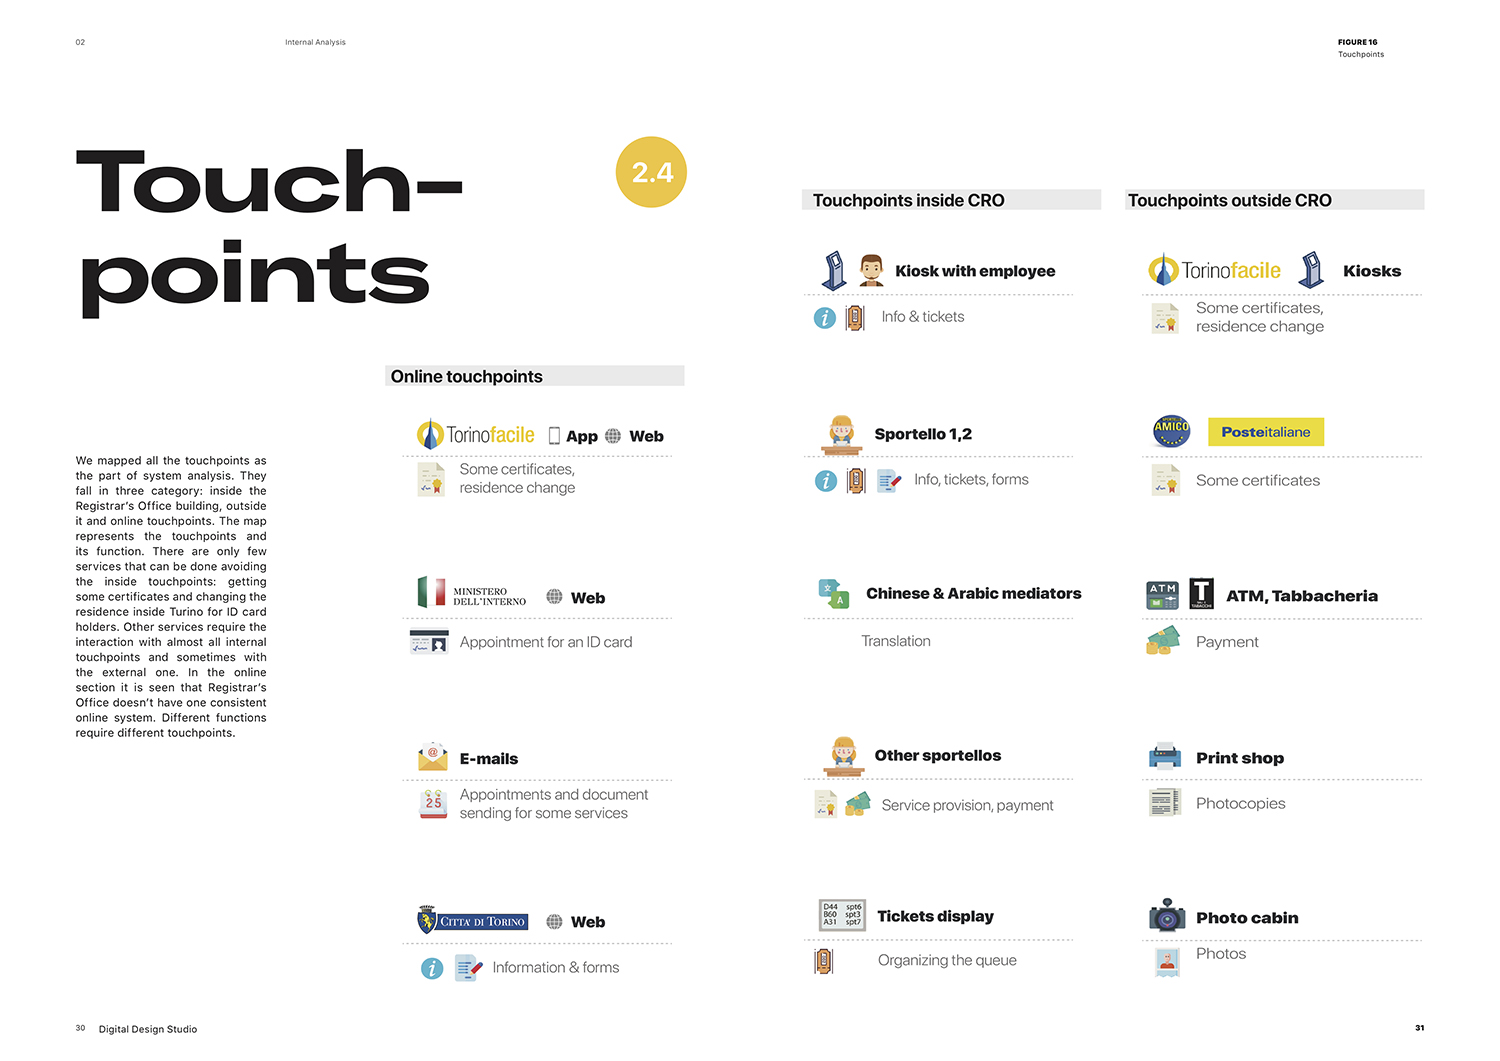 02
Internal Analysis
FIGURE 16
Touchpoints
Touch-
points
2.4
We mapped all the touchpoints as
the part of system analysis. They
fall in three category: inside the
Registrar's Office building, outside
it and online touchpoints. The map
represents the touchpoints and
its function. There are only few
services that can be done avoiding
the inside touchpoints: getting
some certificates and changing the
residence inside Turino for ID card
holders. Other services require the
interaction with almost all internal
touchpoints and sometimes with
the external one. In the online
section it is seen that Registrar's
Office doesn't have one consistent
online system. Different functions
require different touchpoints.
Online touchpoints
Torinofacile App Web
Some certificates,
residence change
MINISTERO
DELL'INTERNO
Web
Appointment for an ID card
@
E-mails
25
Appointments and document
sending for some services
CITTA' DI TORINO
Web
i
Information & forms
Touchpoints inside CRO
Kiosk with employee
i
Info & tickets
Sportello 1,2
i
Info, tickets, forms
A
Chinese & Arabic mediators
Translation
Other sportellos
Service provision, payment
D44 spt6
B60 spt3
A31 spt7
Tickets display
Organizing the queue
Touchpoints outside CRO
Torinofacile Kiosks
Some certificates,
residence change
AMICO
Posteitaliane
Some certificates
ATM
T
TABACCHI
ATM, Tabbacheria
Payment
Print shop
Photocopies
Photo cabin
Photos
30
Digital Design Studio
31